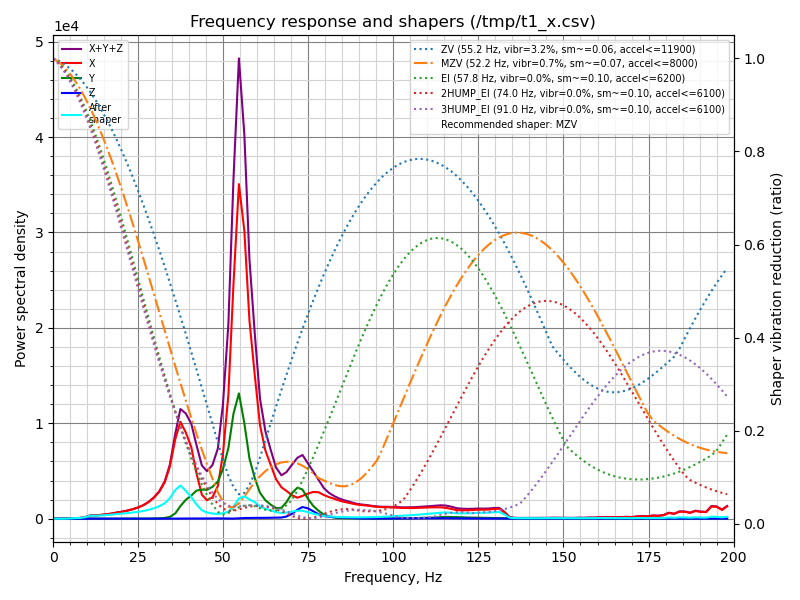 Frequency response and shapers (/tmp/t1_x.csv)
1e4
X+Y+Z
X
Y
Z
After
shaper
ZV (55.2 Hz, vibr=3.2%, sm~=0.06, accel<=11900)
MZV (52.2 Hz, vibr=0.7%, sm~=0.07, accel<=8000)
EI (57.8 Hz, vibr=0.0%, sm~=0.10, accel<=6200)
2HUMP_EI (74.0 Hz, vibr=0.0%, sm~=0.10, accel<=6100)
3HUMP_EI (91.0 Hz, vibr=0.0%, sm~=0.10, accel<=6100)
Recommended shaper: MZV
5
4
3
2
1
0
Power spectral density
1.0
0.8
0.6
0.4
0.2
0.0
Shaper vibration reduction (ratio)
0 25 50 75 100 125 150 175 200
Frequency, Hz